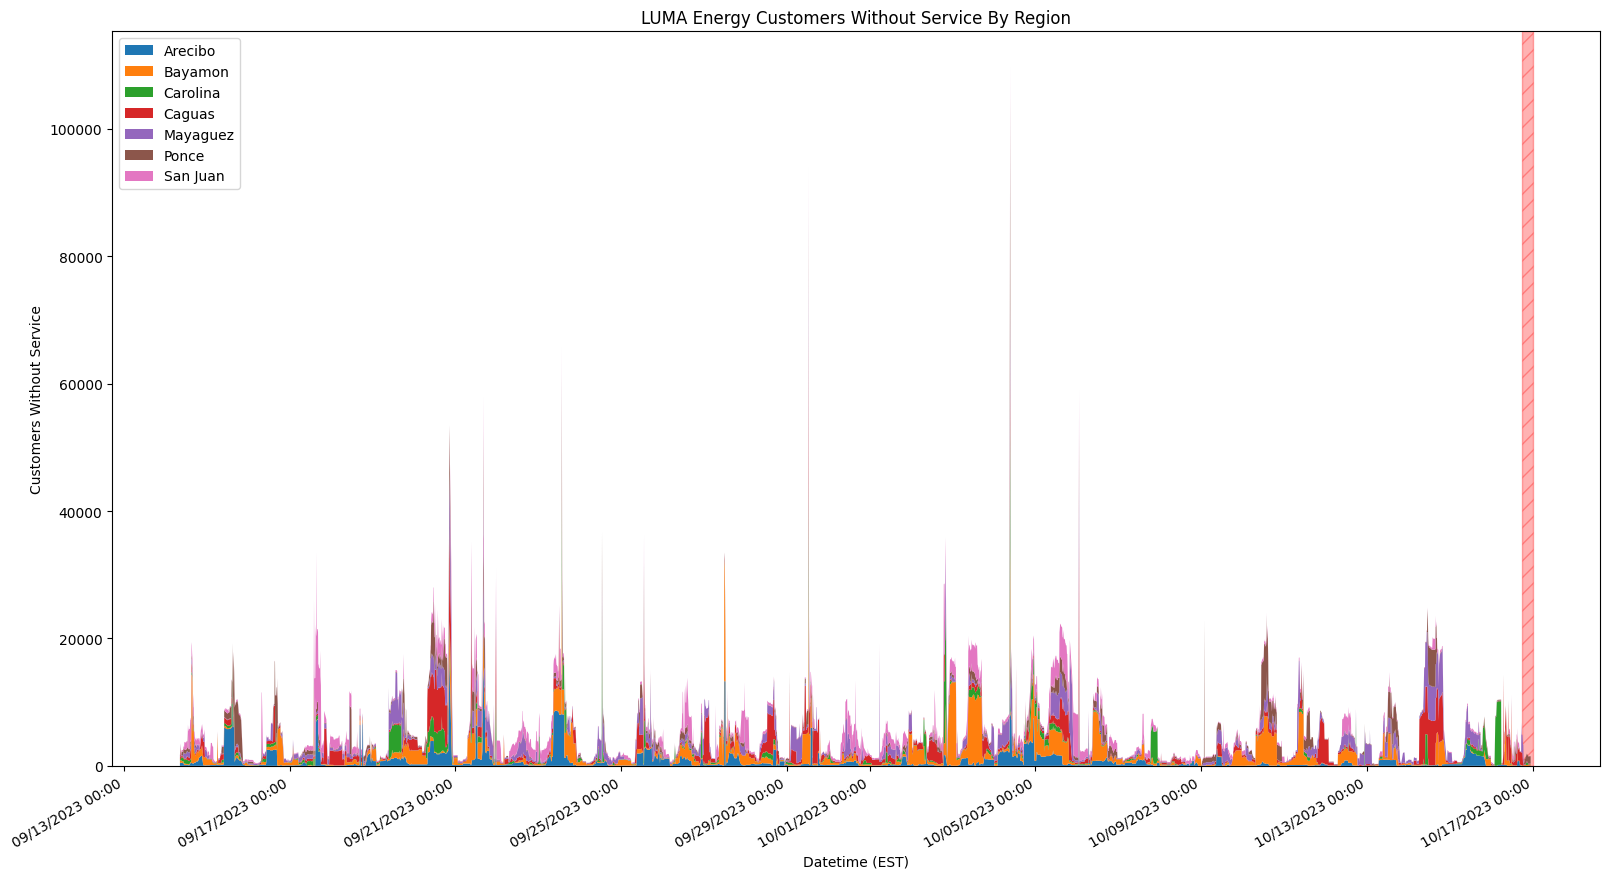 LUMA Energy Customers Without Service By Region
Arecibo
Bayamon
Carolina
Caguas
Mayaguez
Ponce
San Juan
100000
80000
60000
40000
20000
0
Customers Without Service
09/13/2023 00:00
09/17/2023 00:00
09/21/2023 00:00
09/25/2023 00:00
09/29/2023 00:00
10/01/2023 00:00
10/05/2023 00:00
10/09/2023 00:00
10/13/2023 00:00
10/17/2023 00:00
Datetime (EST)